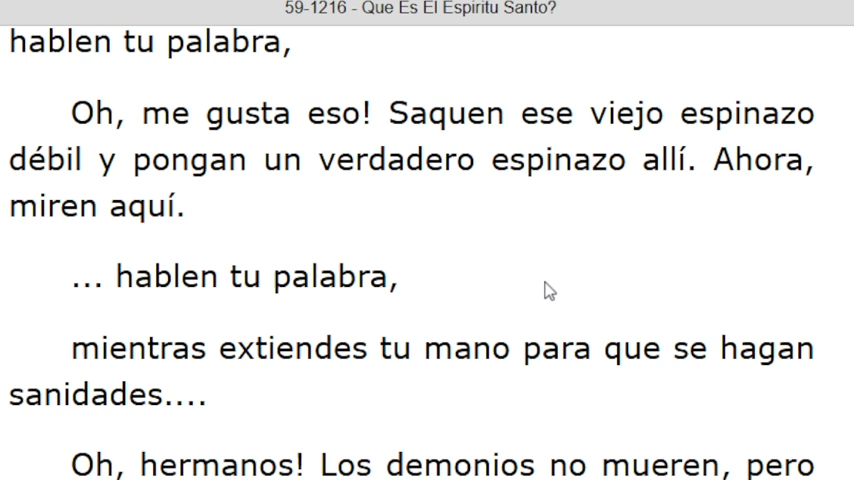 59-1216 - Que Es El Espiritu Santo?
hablen tu palabra,
Oh, me gusta eso! Saquen ese viejo espinazo
débil y pongan un verdadero espinazo allí. Ahora,
miren aquí.
... hablen tu palabra,
mientras extiendes tu mano para que se hagan
sanidades....
Oh, hermanos! Los demonios no mueren, pero